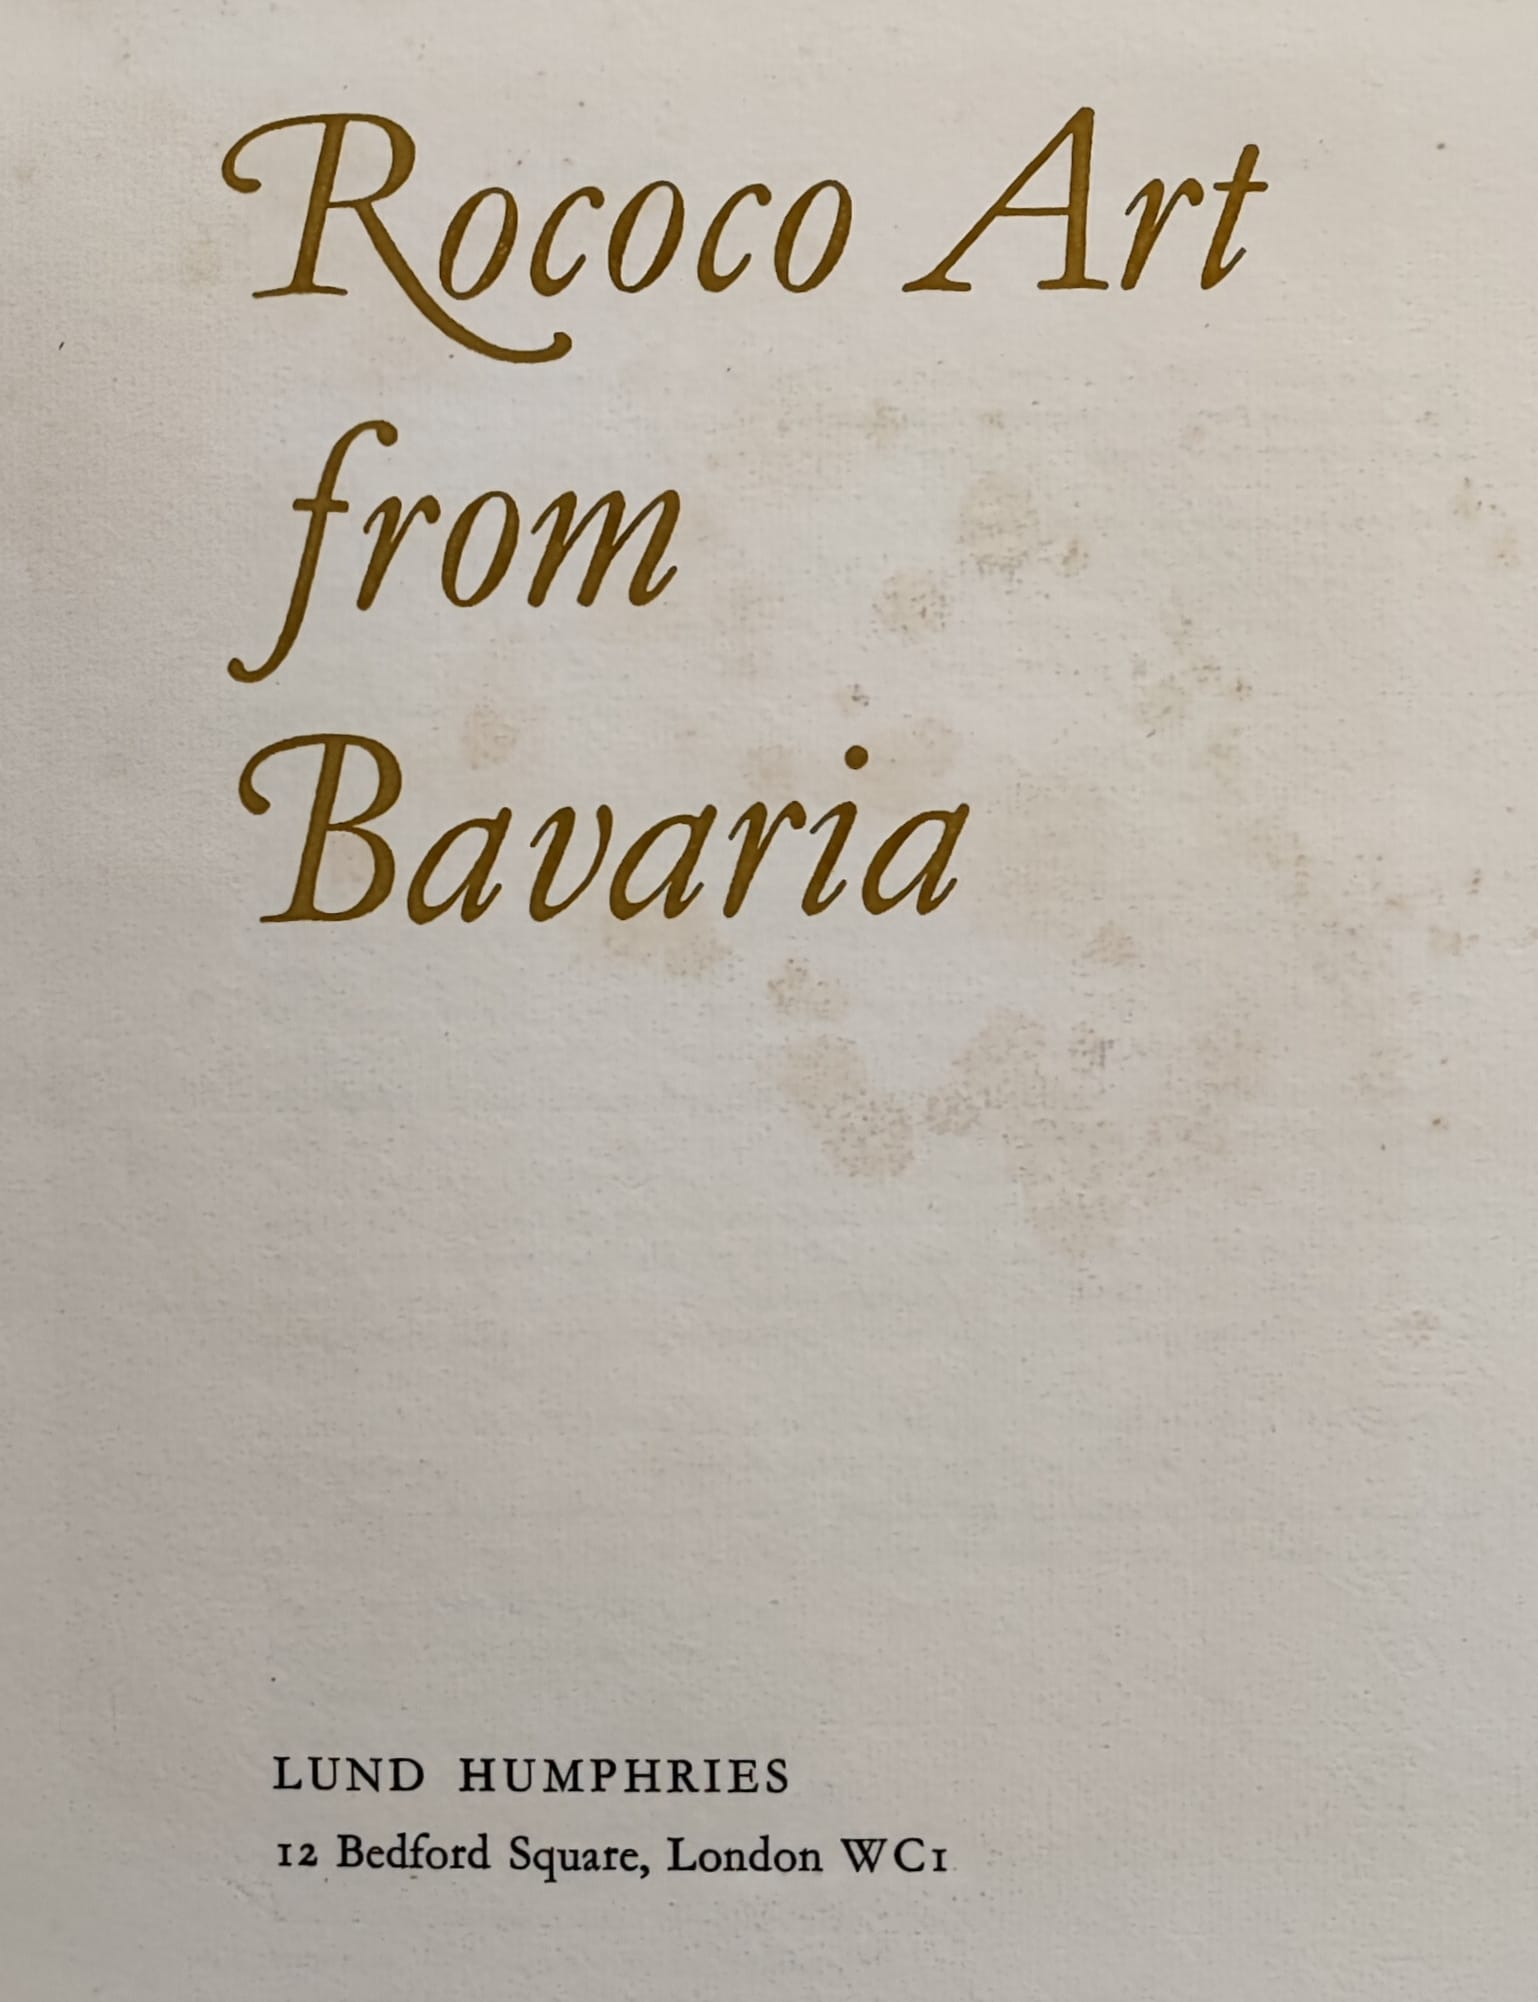 Rococo Art
from
Bavaria
LUND HUMPHRIES
12 Bedford Square, London WC1